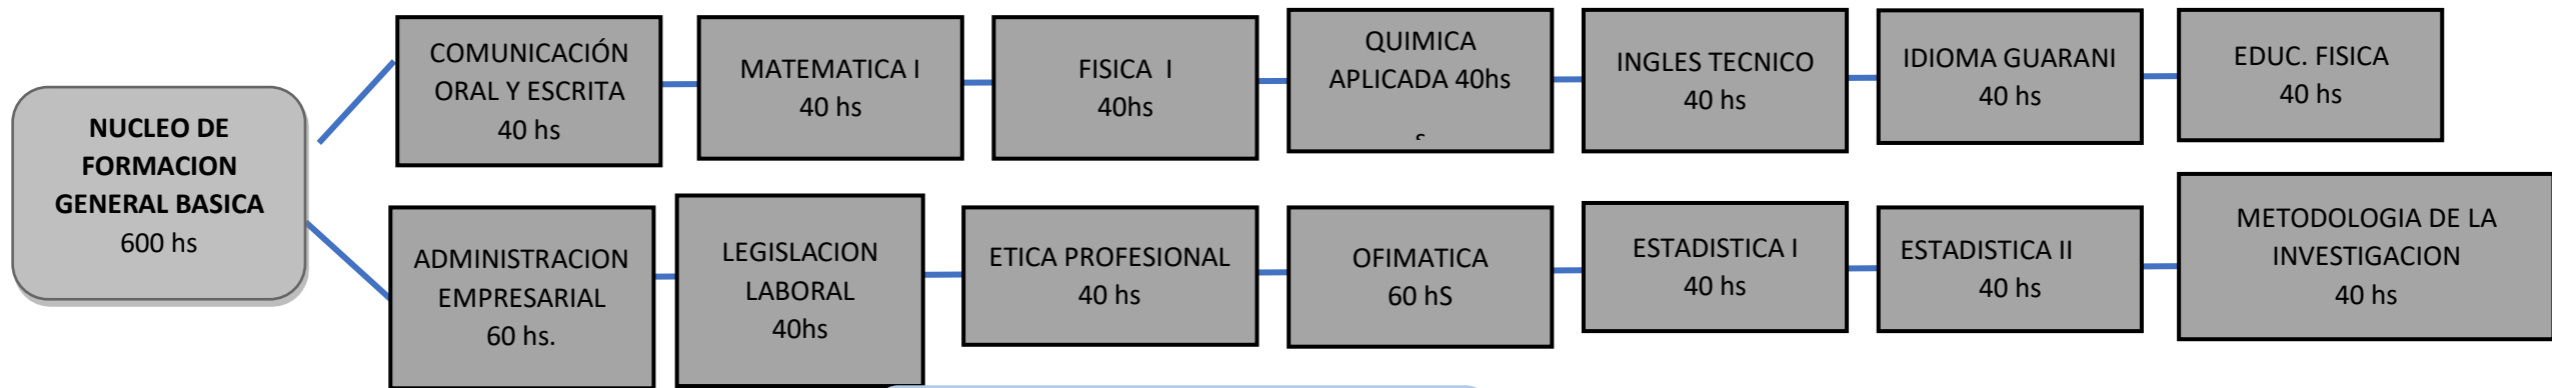 NUCLEO DE
FORMACION
GENERAL BASICA
600 hs
COMUNICACIÓN
ORAL Y ESCRITA
40 hs
MATEMATICA I
40 hs
FISICA I
40hs
QUIMICA
APLICADA 40hs
INGLES TECNICO
40 hs
IDIOMA GUARANI
40 hs
EDUC. FISICA
40 hs
ADMINISTRACION
EMPRESARIAL
60 hs.
LEGISLACION
LABORAL
40hs
ETICA PROFESIONAL
40 hs
OFIMATICA
60 hS
ESTADISTICA I
40 hs
ESTADISTICA II
40 hs
METODOLOGIA DE LA
INVESTIGACION
40 hs